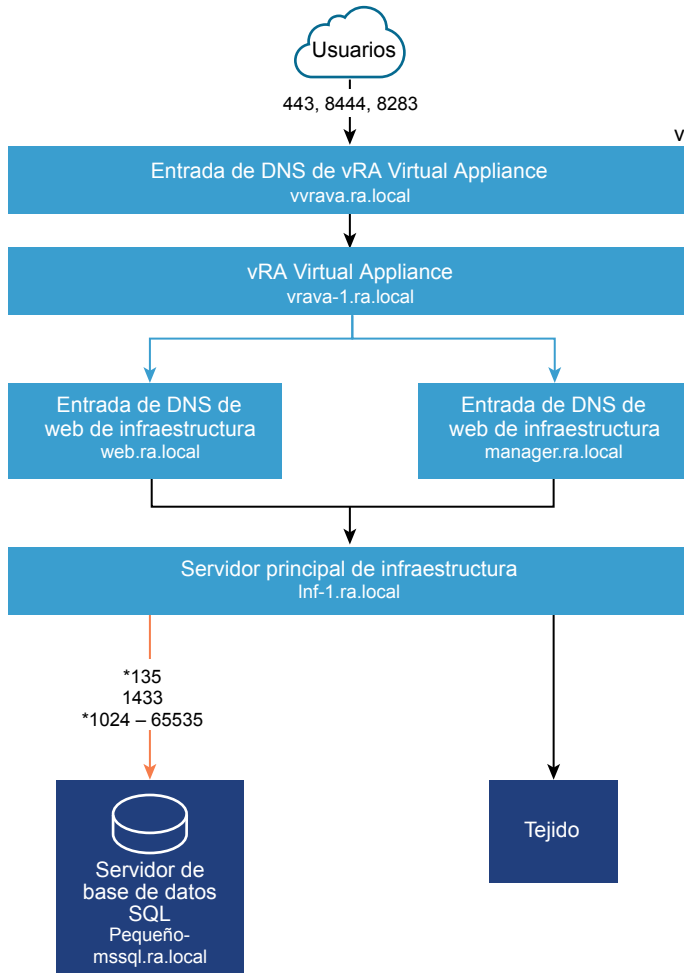 Usuarios
443, 8444, 8283
v
Entrada de DNS de vRA Virtual Appliance
vvrava.ra.local
vRA Virtual Appliance
vrava-1.ra.local
Entrada de DNS de
web de infraestructura
web.ra.local
Entrada de DNS de
web de infraestructura
manager.ra.local
Servidor principal de infraestructura
Inf-1.ra.local
*135
1433
*1024 – 65535
Servidor de
base de datos
SQL
Pequeño-
mssql.ra.local
Tejido